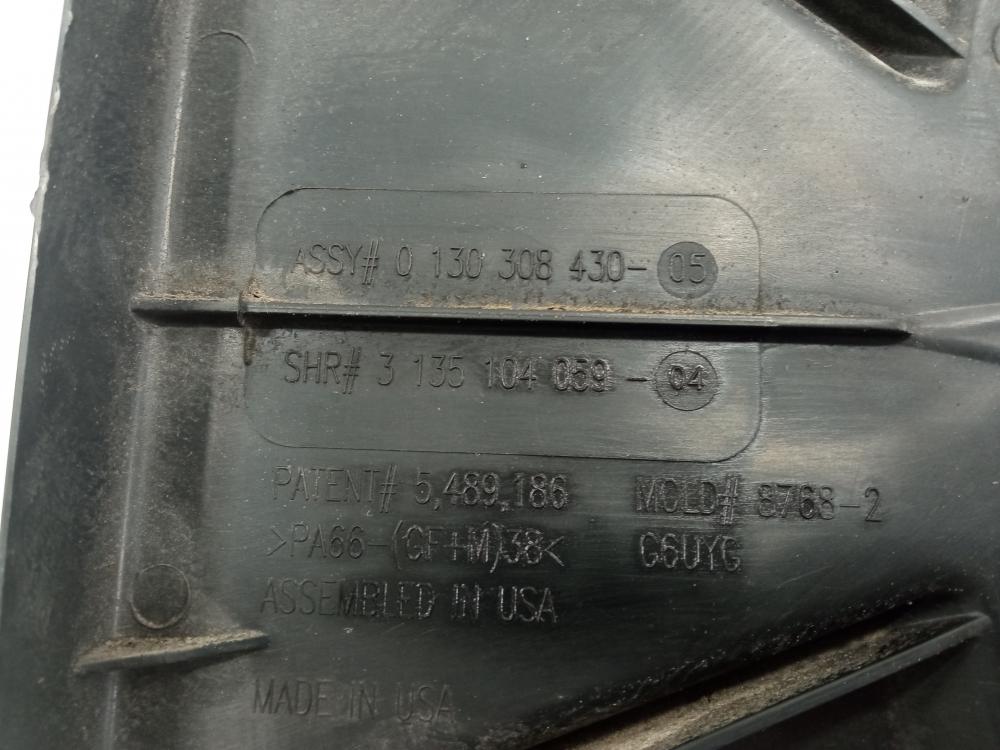 ASSY# 0 130 308 430-05
SHR# 3 135 104 059-04
PATENT# 5,489,186 MOLD# 8768-2
>PA66-(GF+M)38< G6UYG
ASSEMBLED IN USA
MADE IN USA